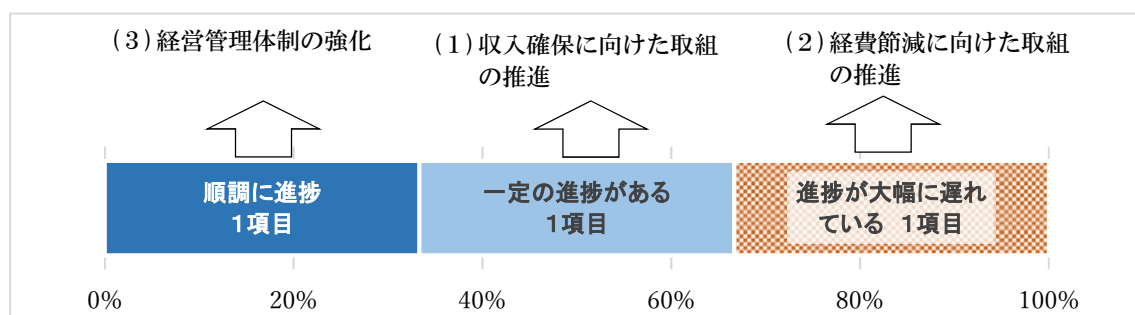 (3)経営管理体制の強化
(1)収入確保に向けた取組
の推進
(2)経費節減に向けた取組
の推進
順調に進捗
1項目
一定の進捗がある
1項目
進捗が大幅に遅れ
ている 1項目
0%
20%
40%
60%
80%
100%